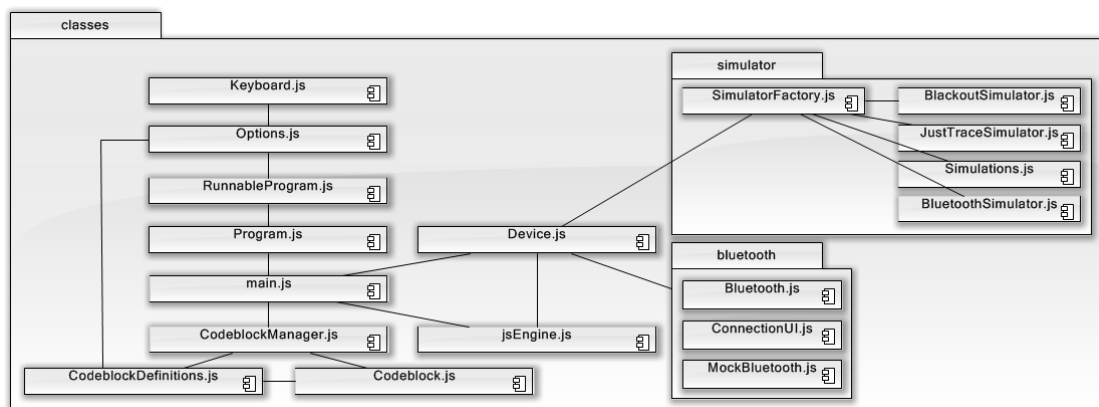 classes
simulator
Keyboard.js
SimulatorFactory.js
BlackoutSimulator.js
Options.js
JustTraceSimulator.js
Simulations.js
RunnableProgram.js
BluetoothSimulator.js
Program.js
Device.js
bluetooth
main.js
Bluetooth.js
CodeblockManager.js
jsEngine.js
ConnectionUI.js
CodeblockDefinitions.js
Codeblock.js
MockBluetooth.js